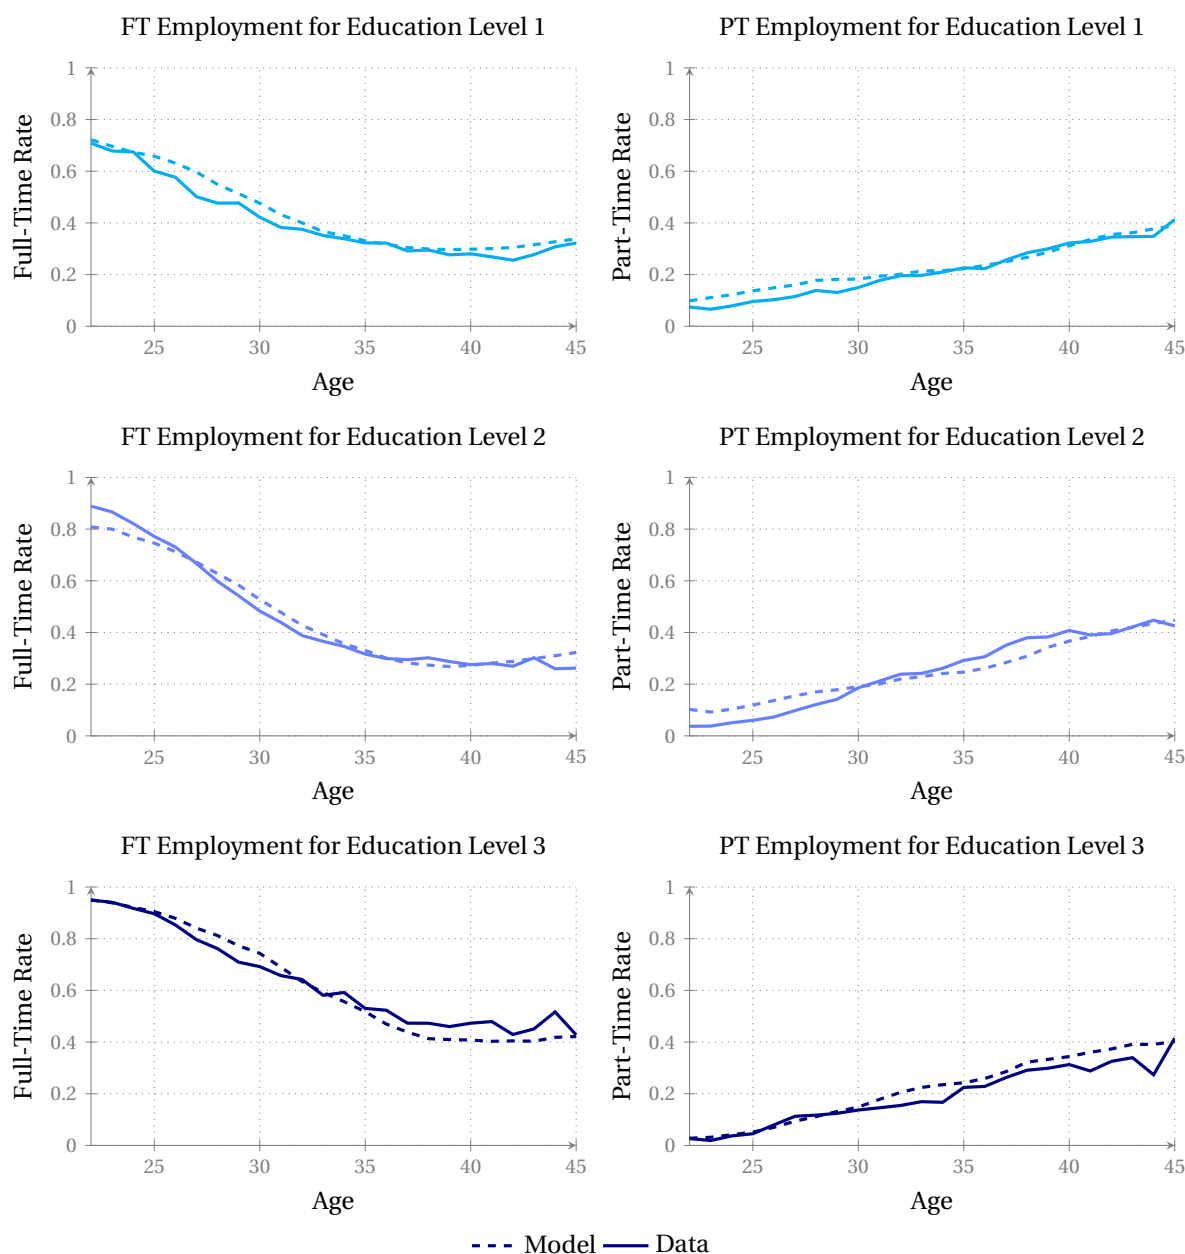 FT Employment for Education Level 1
1
0.8
0.6
0.4
0.2
0
Full-Time Rate
25 30 35 40 45
Age
PT Employment for Education Level 1
1
0.8
0.6
0.4
0.2
0
Part-Time Rate
25 30 35 40 45
Age
FT Employment for Education Level 2
1
0.8
0.6
0.4
0.2
0
Full-Time Rate
25 30 35 40 45
Age
PT Employment for Education Level 2
1
0.8
0.6
0.4
0.2
0
Part-Time Rate
25 30 35 40 45
Age
FT Employment for Education Level 3
1
0.8
0.6
0.4
0.2
0
Full-Time Rate
25 30 35 40 45
Age
PT Employment for Education Level 3
1
0.8
0.6
0.4
0.2
0
Part-Time Rate
25 30 35 40 45
Age
Model Data